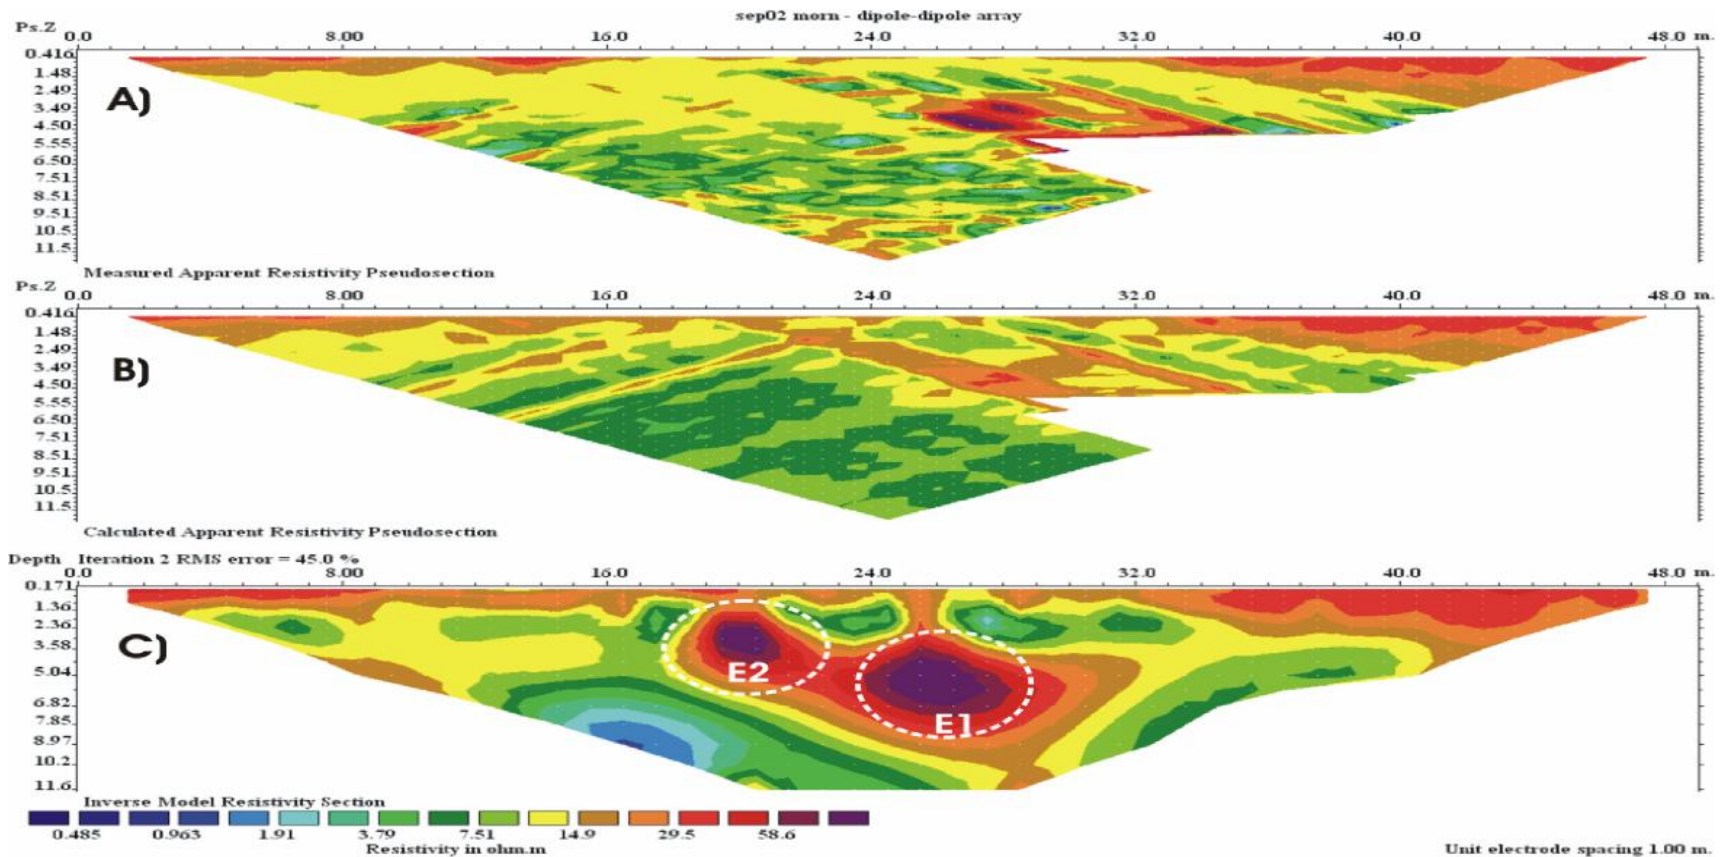 sep02 morn - dipole-dipole array
Ps.Z 0.0 8.00 16.0 24.0 32.0 40.0 48.0 m.
0.416
1.48
2.49
3.49
4.50
5.55
6.50
7.51
8.51
9.51
10.5
11.5
A)
Measured Apparent Resistivity Pseudosection
Ps.Z 0.0 8.00 16.0 24.0 32.0 40.0 48.0 m.
0.416
1.48
2.49
3.49
4.50
5.55
6.50
7.51
8.51
9.51
10.5
11.5
B)
Calculated Apparent Resistivity Pseudosection
Depth Iteration 2 RMS error = 45.0 %
0.0 8.00 16.0 24.0 32.0 40.0 48.0 m.
0.171
1.36
2.36
3.58
5.04
6.82
7.85
8.97
10.2
11.6
C)
E2
E1
Inverse Model Resistivity Section
0.485 0.963 1.91 3.79 7.51 14.9 29.5 58.6
Resistivity in ohm.m
Unit electrode spacing 1.00 m.